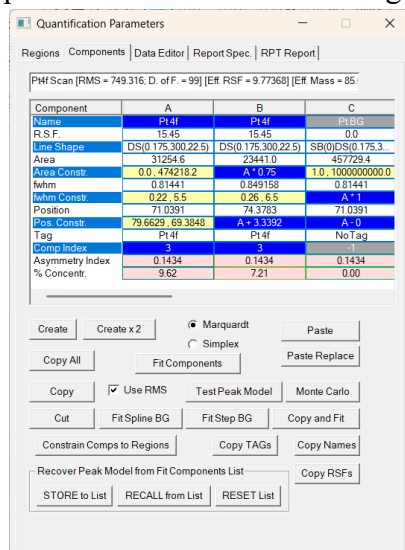 Quantification Parameters
Regions Components Data Editor Report Spec. RPT Report
Pt4f Scan [RMS = 749.316; D. of F. = 99] [Eff. RSF = 9.77368] [Eff. Mass = 85.
Component A B C
Name Pt 4f Pt 4f Pt BG
R.S.F. 15.45 15.45 0.0
Line Shape DS(0.175,300,22.5) DS(0.175,300,22.5) SB(0)DS(0.175,3...
Area 31254.6 23441.0 457729.4
Area Constr. 0.0 , 474218.2 A * 0.75 1.0 , 1000000000.0
fwhm 0.81441 0.849158 0.81441
fwhm Constr. 0.22 , 5.5 0.26 , 6.5 A * 1
Position 71.0391 74.3783 71.0391
Pos. Constr. 79.6629 , 69.3848 A + 3.3392 A - 0
Tag Pt 4f Pt 4f NoTag
Comp Index 3 3 -1
Asymmetry Index 0.1434 0.1434 0.1434
% Concentr. 9.62 7.21 0.00
Create Create x 2 Marquardt Paste
Simplex
Copy All Fit Components Paste Replace
Copy Use RMS Test Peak Model Monte Carlo
Cut Fit Spline BG Fit Step BG Copy and Fit
Constrain Comps to Regions Copy TAGs Copy Names
Recover Peak Model from Fit Components List Copy RSFs
STORE to List RECALL from List RESET List